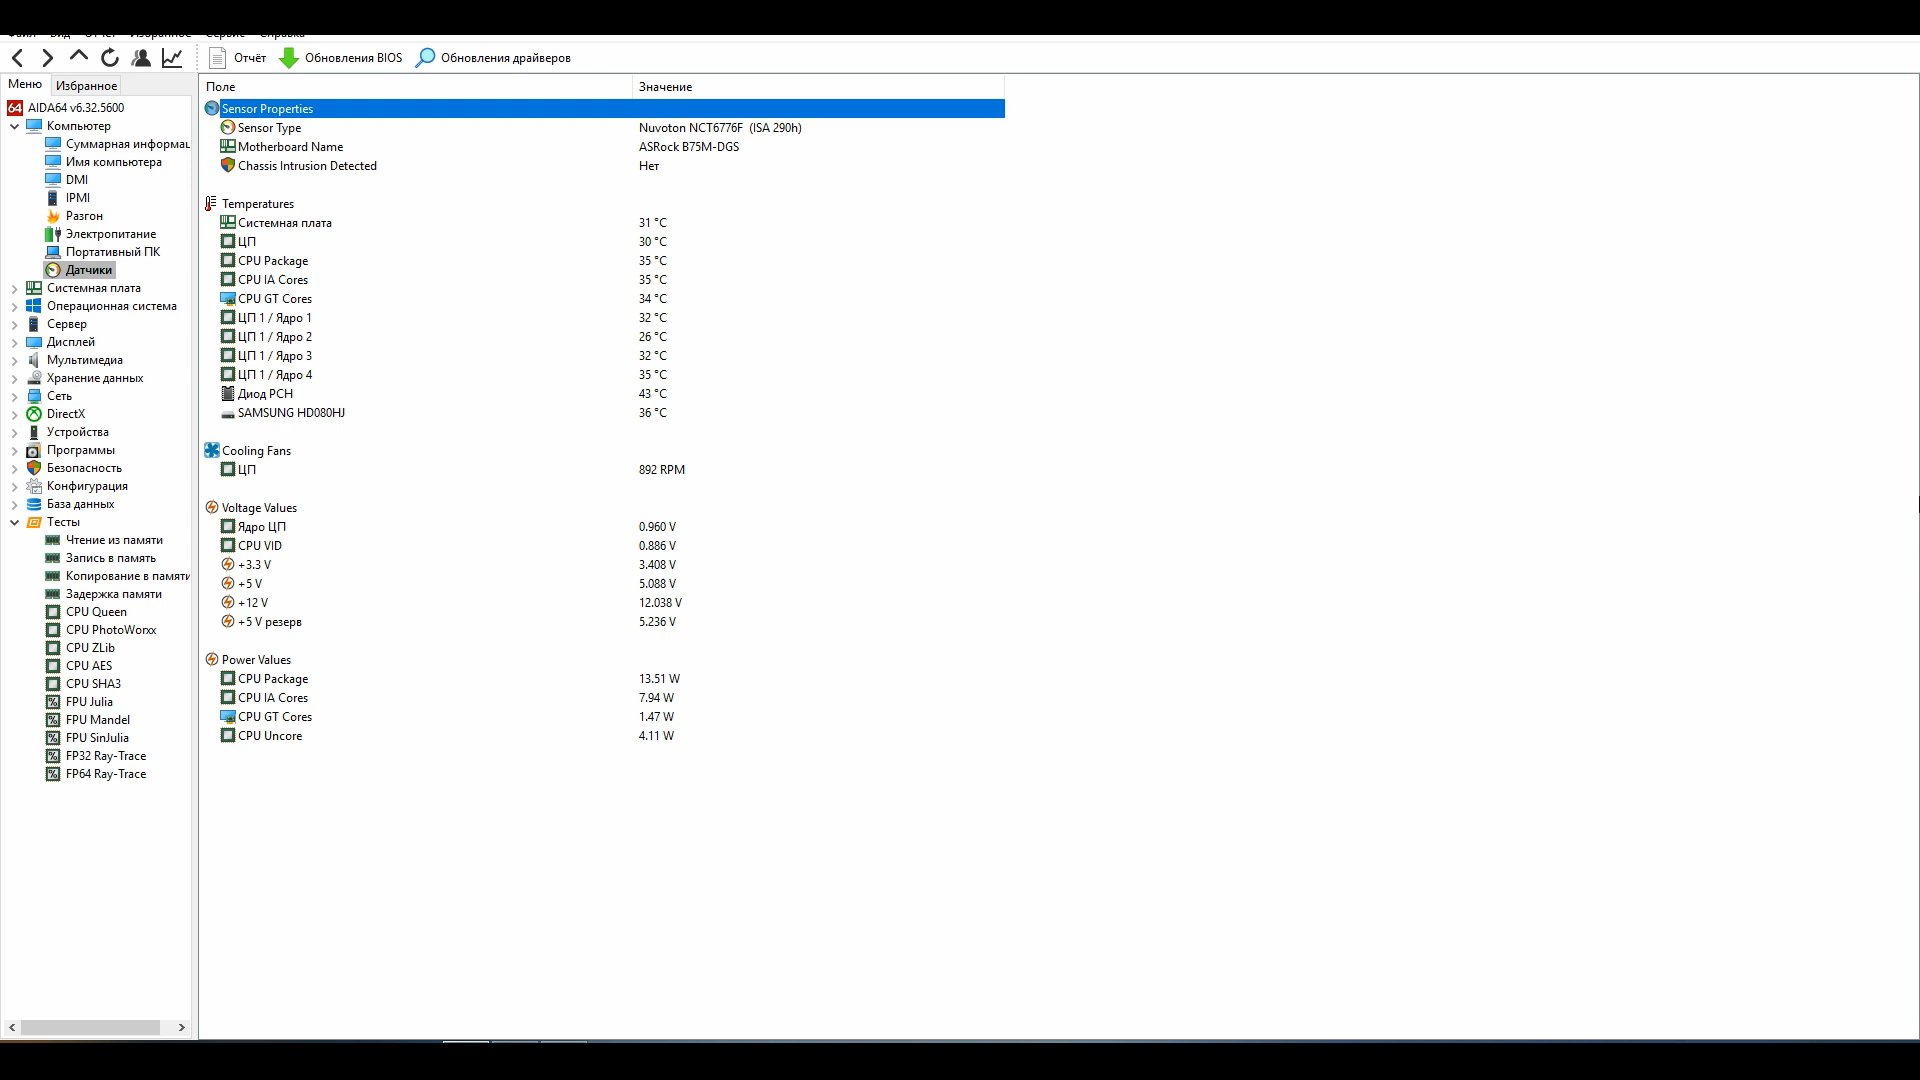 Файл Вид Отчёт Избранное Сервис Справка
Отчёт Обновления BIOS Обновления драйверов
Меню Избранное
Поле Значение
AIDA64 v6.32.5600
Компьютер
Суммарная информац
Имя компьютера
DMI
IPMI
Разгон
Электропитание
Портативный ПК
Датчики
Системная плата
Операционная система
Сервер
Дисплей
Мультимедиа
Хранение данных
Сеть
DirectX
Устройства
Программы
Безопасность
Конфигурация
База данных
Тесты
Чтение из памяти
Запись в память
Копирование в памяти
Задержка памяти
CPU Queen
CPU PhotoWorxx
CPU ZLib
CPU AES
CPU SHA3
FPU Julia
FPU Mandel
FPU SinJulia
FP32 Ray-Trace
FP64 Ray-Trace
Sensor Properties
Sensor Type Nuvoton NCT6776F (ISA 290h)
Motherboard Name ASRock B75M-DGS
Chassis Intrusion Detected Нет
Temperatures
Системная плата 31 °C
ЦП 30 °C
CPU Package 35 °C
CPU IA Cores 35 °C
CPU GT Cores 34 °C
ЦП 1 / Ядро 1 32 °C
ЦП 1 / Ядро 2 26 °C
ЦП 1 / Ядро 3 32 °C
ЦП 1 / Ядро 4 35 °C
Диод PCH 43 °C
SAMSUNG HD080HJ 36 °C
Cooling Fans
ЦП 892 RPM
Voltage Values
Ядро ЦП 0.960 V
CPU VID 0.886 V
+3.3 V 3.408 V
+5 V 5.088 V
+12 V 12.038 V
+5 V резерв 5.236 V
Power Values
CPU Package 13.51 W
CPU IA Cores 7.94 W
CPU GT Cores 1.47 W
CPU Uncore 4.11 W